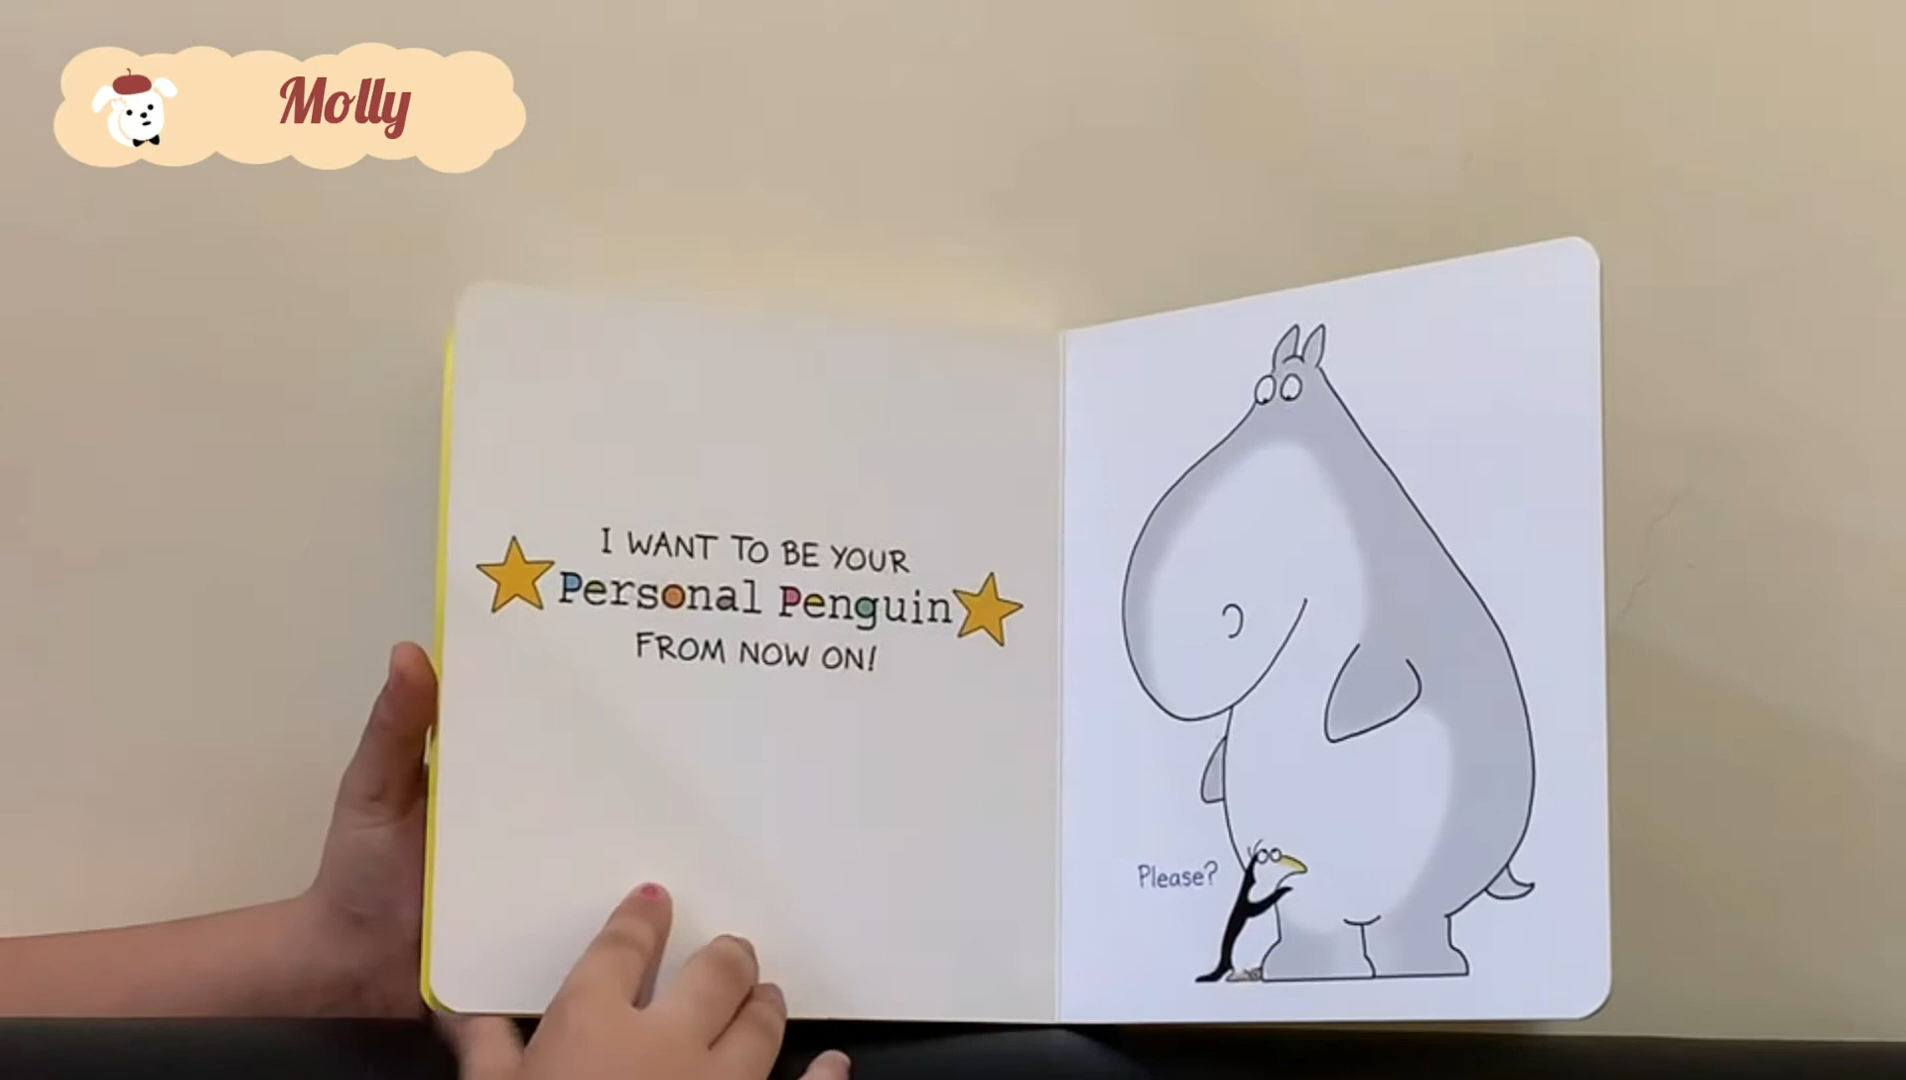 Molly
I WANT TO BE YOUR
Personal Penguin
FROM NOW ON!
Please?